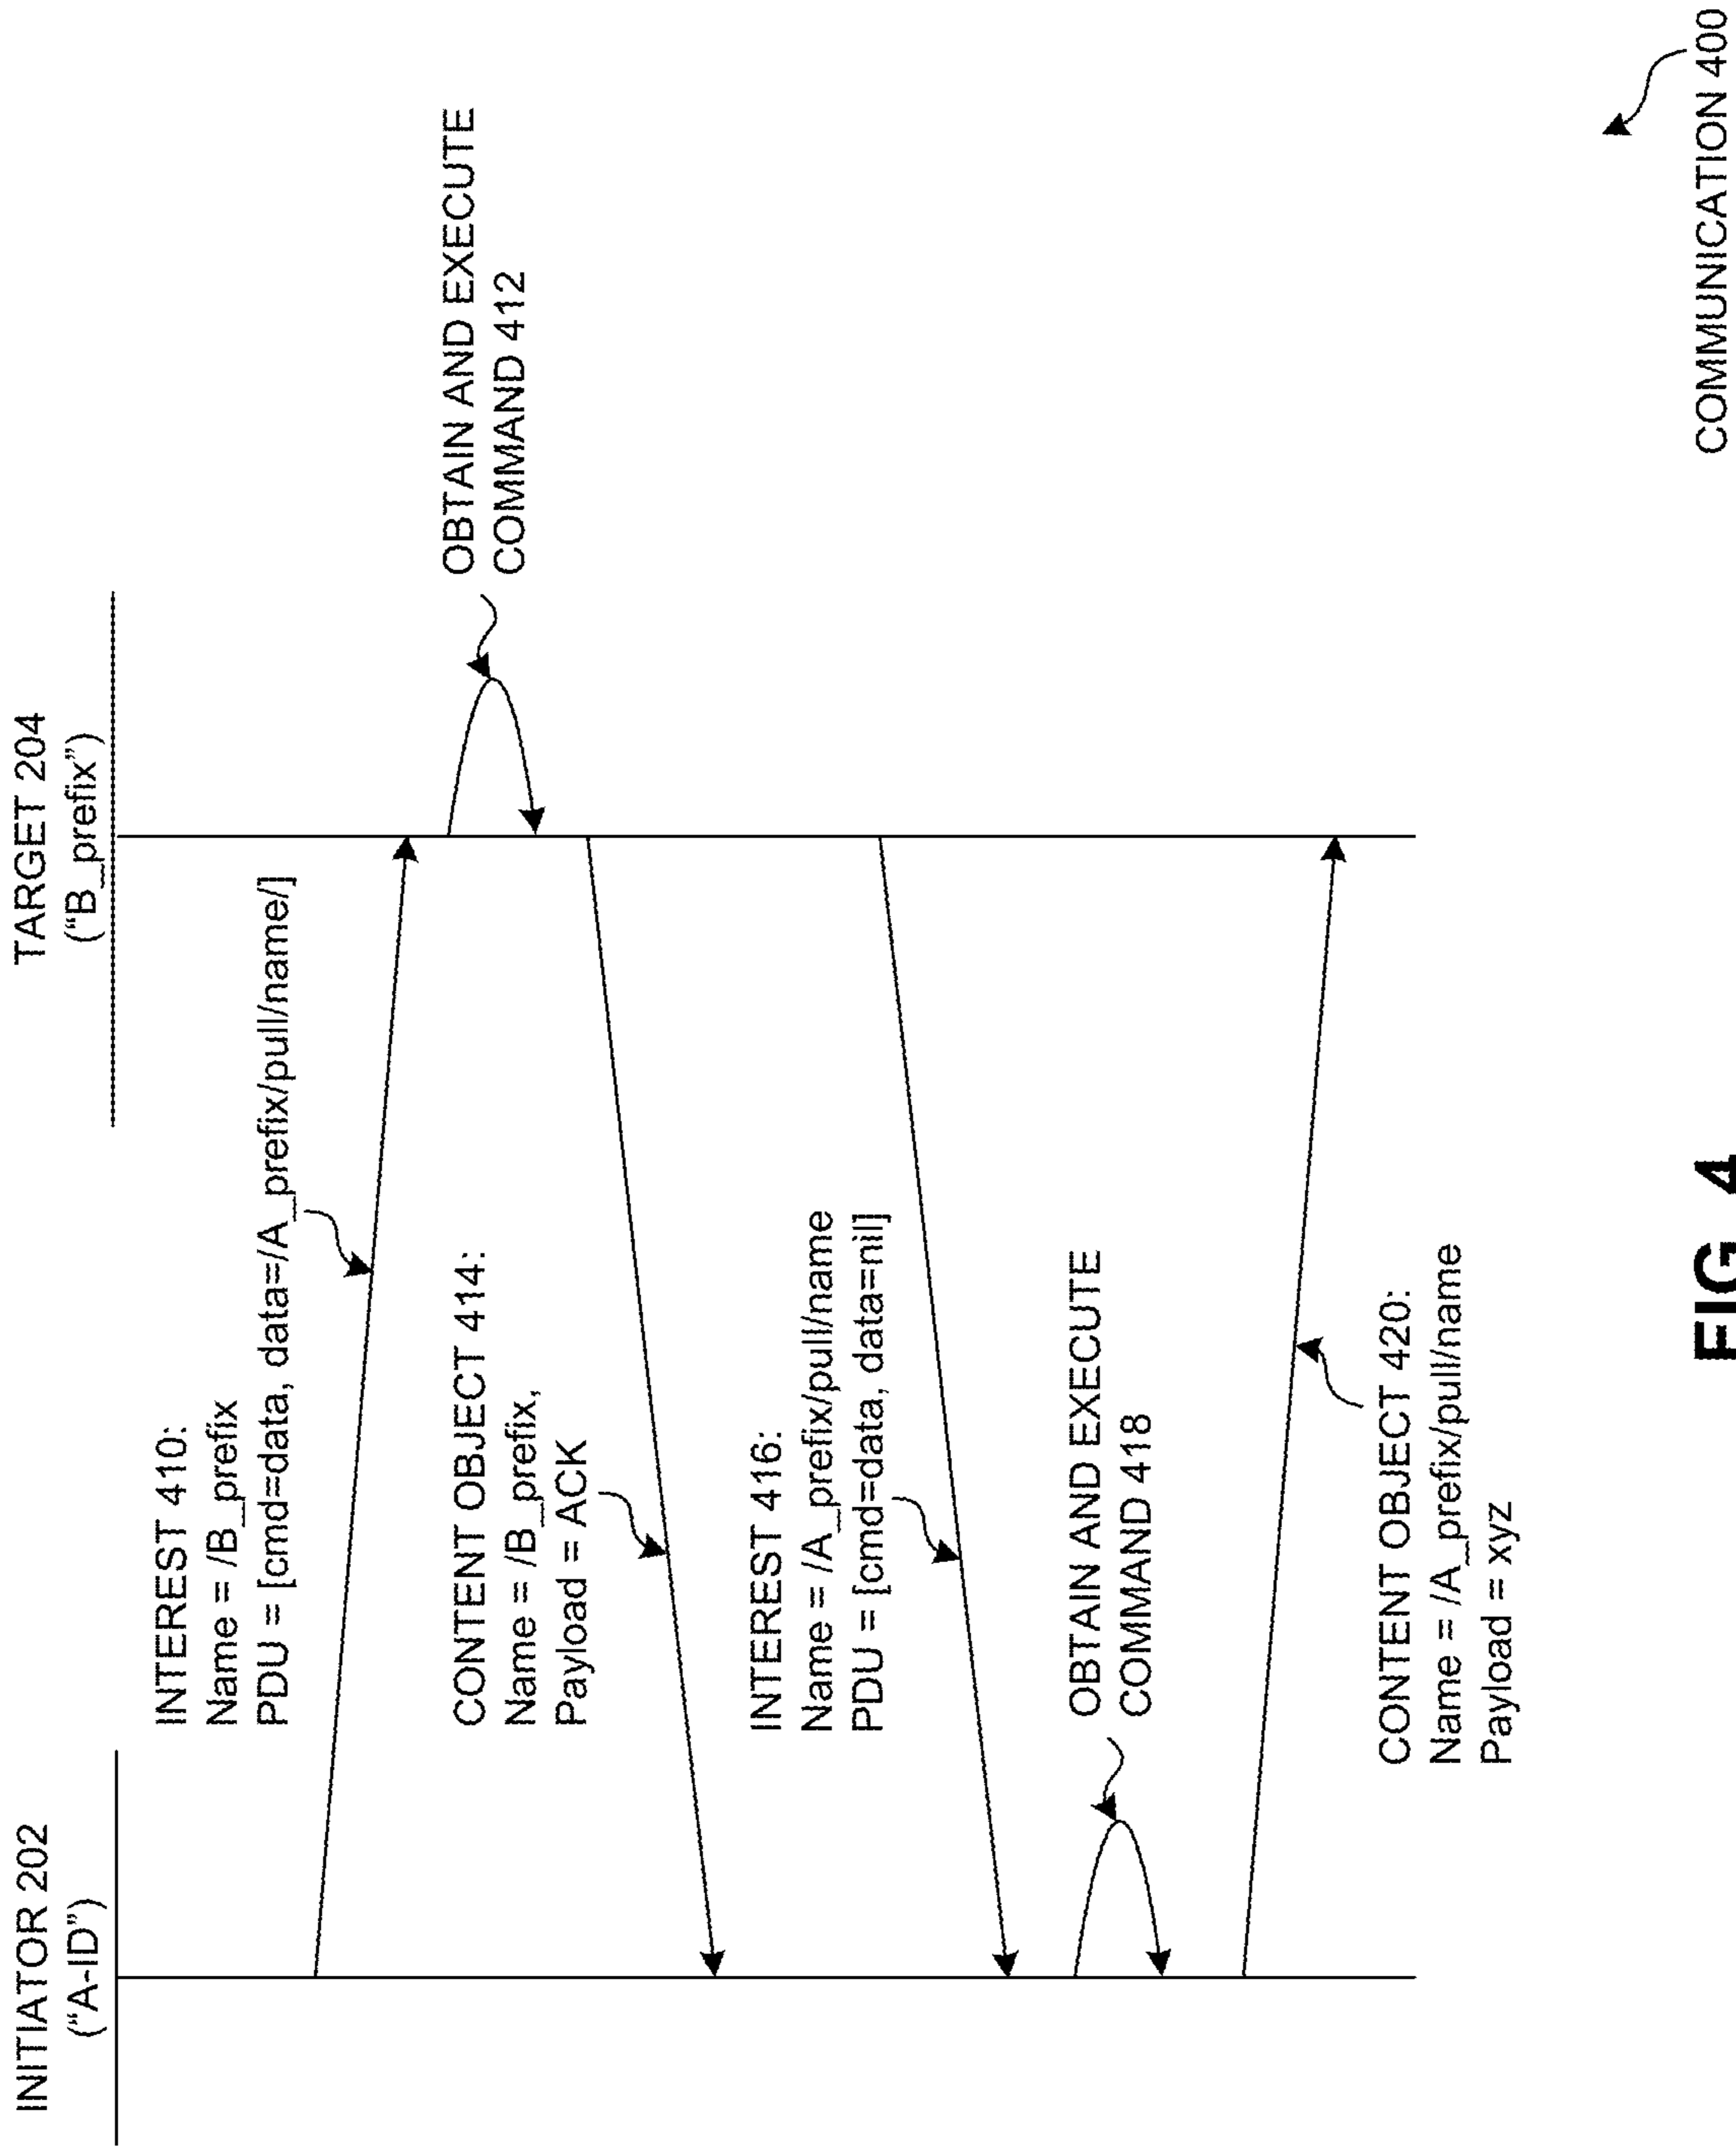 INITIATOR 202
("A-ID")
TARGET 204
("B_prefix")
INTEREST 410:
Name = /B_prefix
PDU = [cmd=data, data=/A_prefix/pull/name/]
OBTAIN AND EXECUTE
COMMAND 412
CONTENT OBJECT 414:
Name = /B_prefix,
Payload = ACK
INTEREST 416:
Name = /A_prefix/pull/name
PDU = [cmd=data, data=nil]
OBTAIN AND EXECUTE
COMMAND 418
CONTENT OBJECT 420:
Name = /A_prefix/pull/name
Payload = xyz
COMMUNICATION 400
FIG. 4